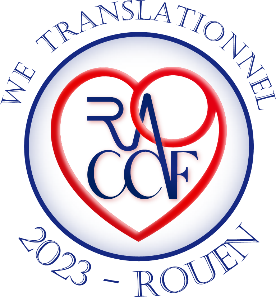 WE TRANSLATIONNEL
RA
CCF
2023 - ROUEN